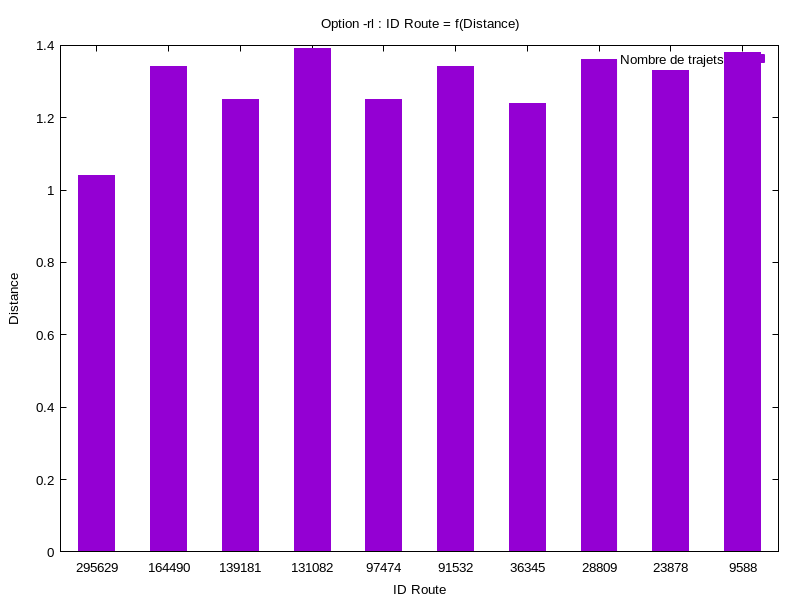 Option -rl : ID Route = f(Distance)
Nombre de trajets
Distance
1.4
1.2
1
0.8
0.6
0.4
0.2
0
295629 164490 139181 131082 97474 91532 36345 28809 23878 9588
ID Route